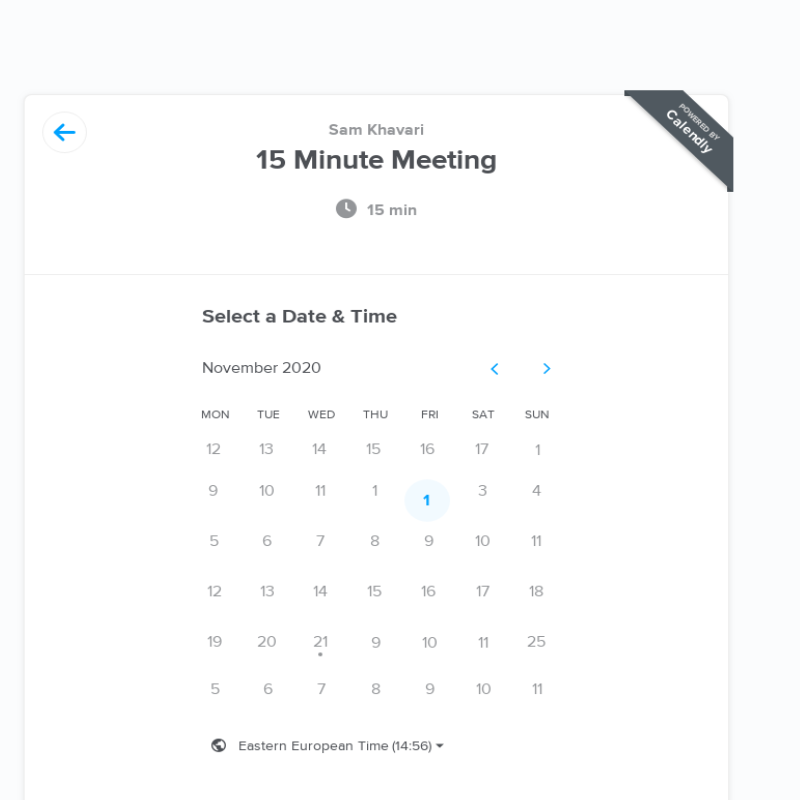 POWERED BY
Calendly
Sam Khavari
15 Minute Meeting
15 min
Select a Date & Time
November 2020
MON TUE WED THU FRI SAT SUN
12 13 14 15 16 17 1
9 10 11 1 1 3 4
5 6 7 8 9 10 11
12 13 14 15 16 17 18
19 20 21 9 10 11 25
5 6 7 8 9 10 11
Eastern European Time (14:56)